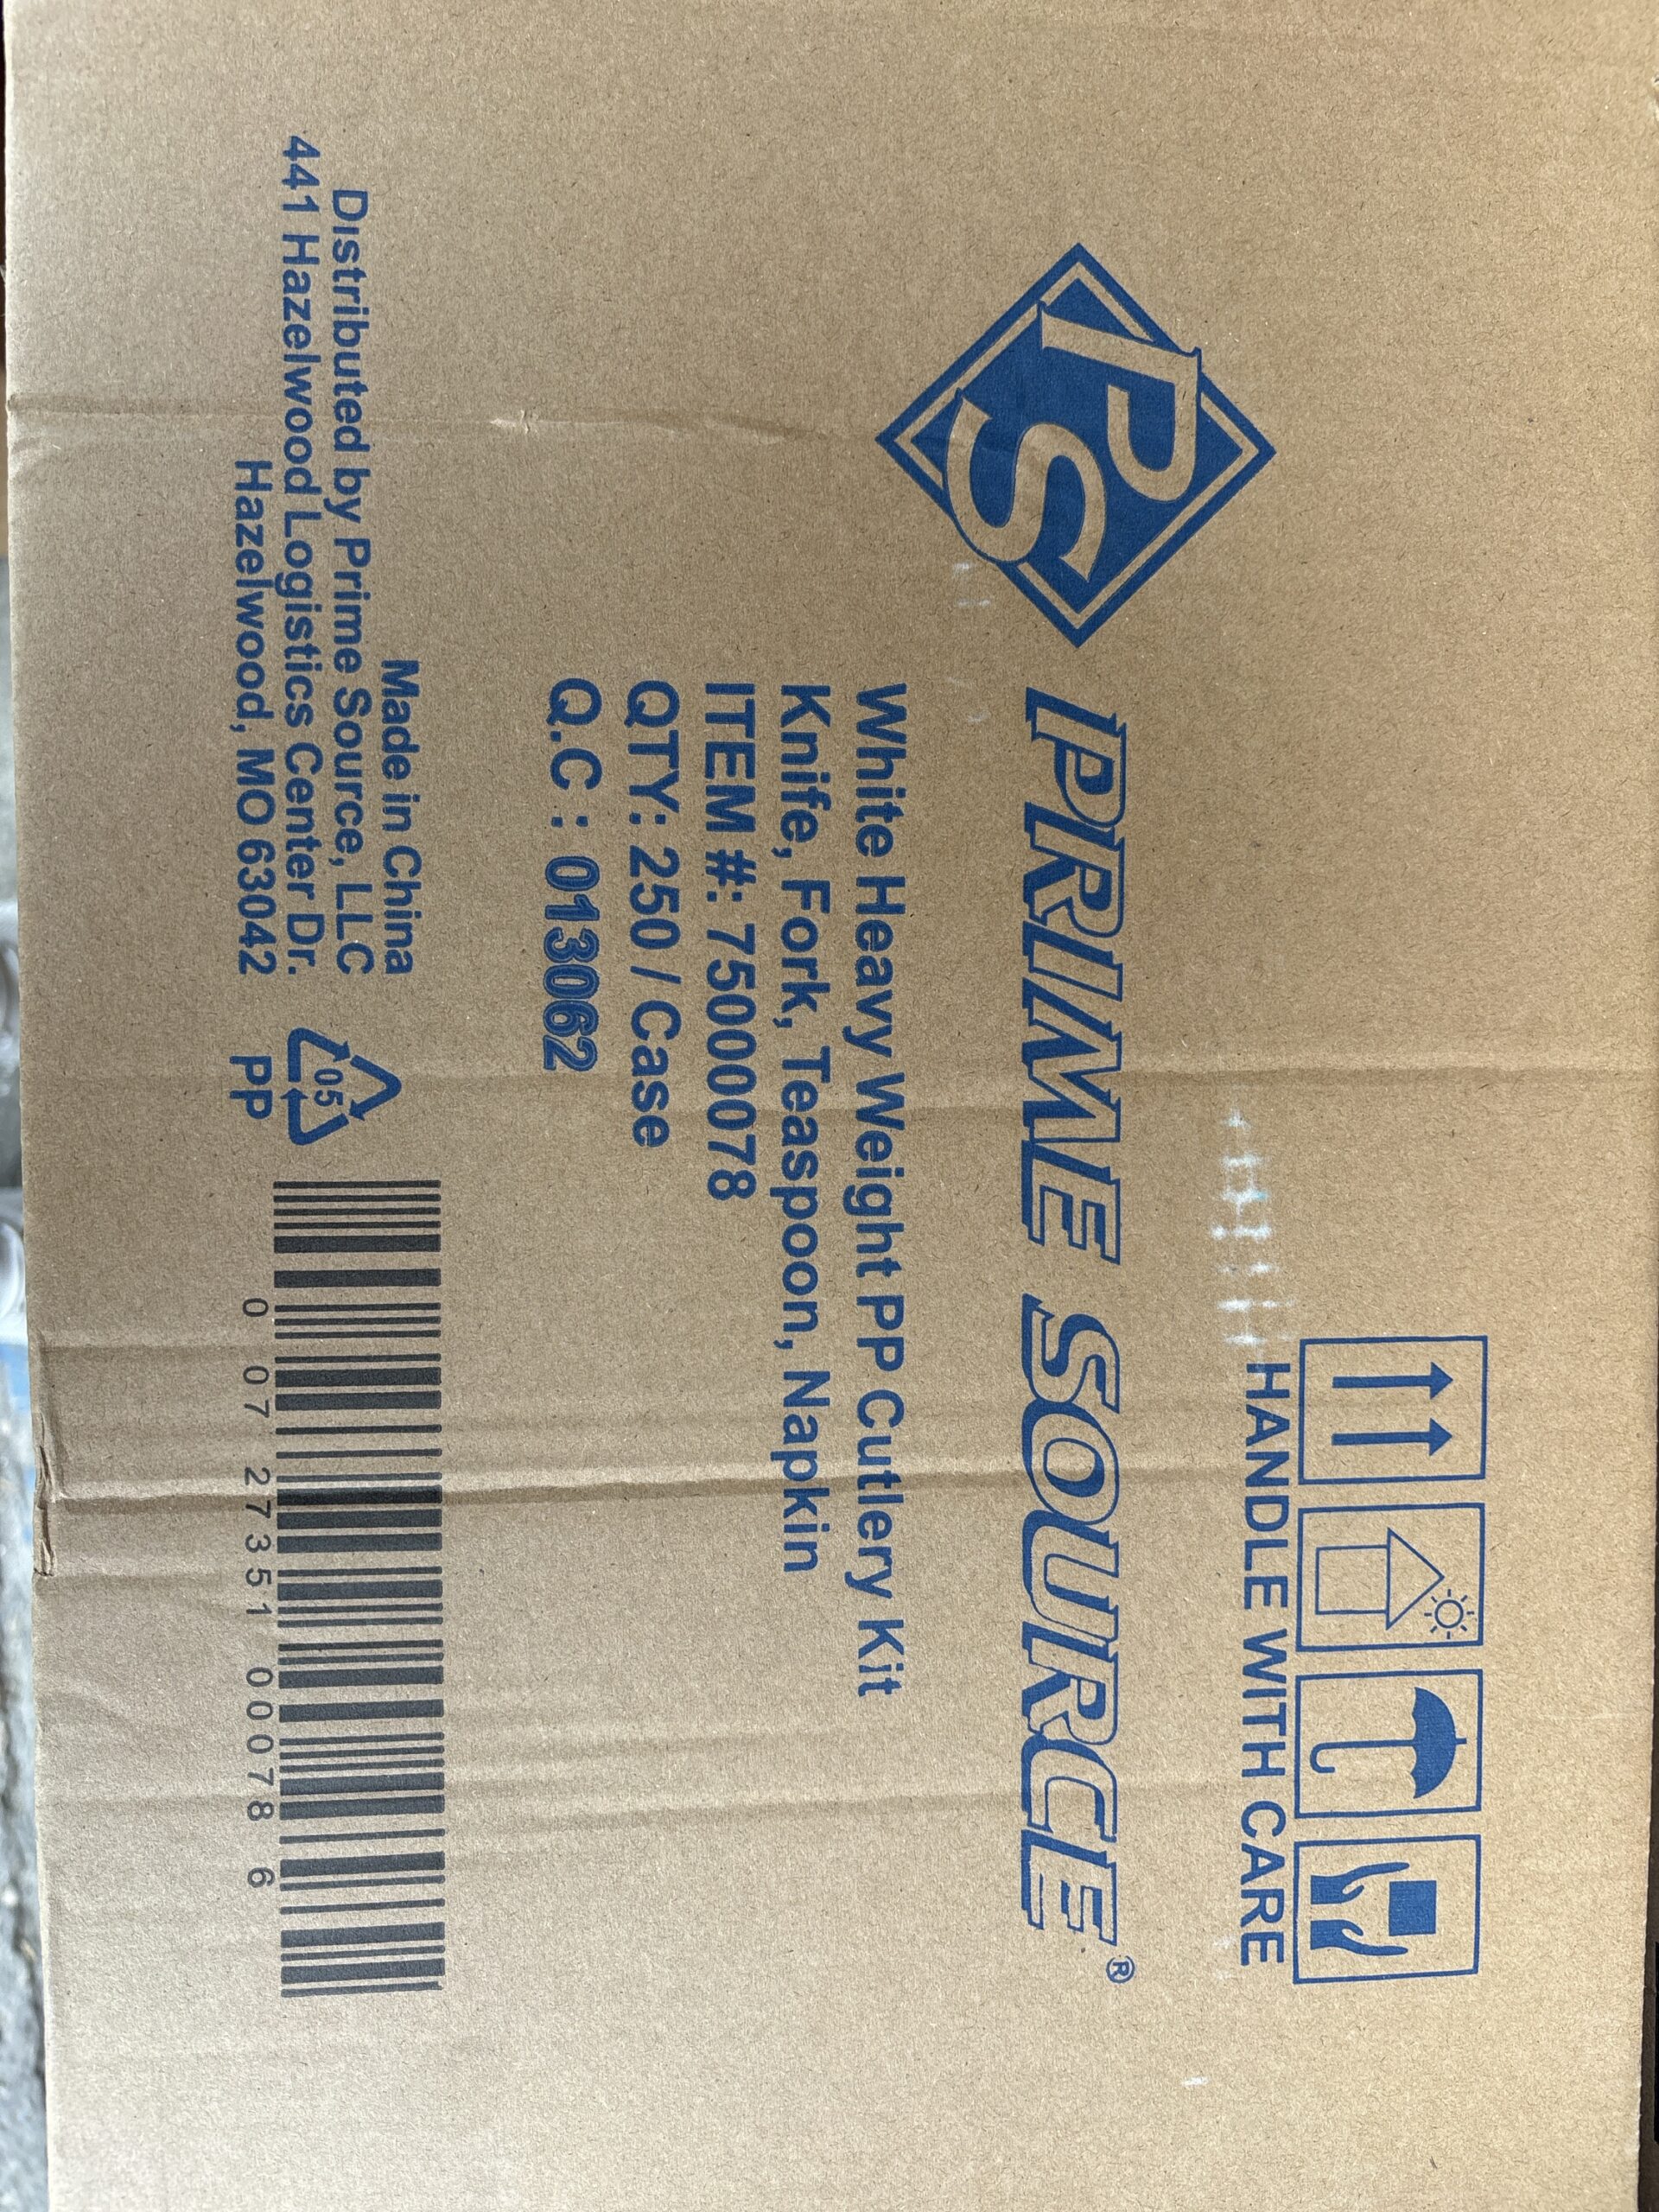 HANDLE WITH CARE
PS PRIME SOURCE®
White Heavy Weight PP Cutlery Kit
Knife, Fork, Teaspoon, Napkin
ITEM #: 75000078
QTY: 250 / Case
Q.C : 013062
Made in China
Distributed by Prime Source, LLC
441 Hazelwood Logistics Center Dr.
Hazelwood, MO 63042
05
PP
0 07 27351 00078 6